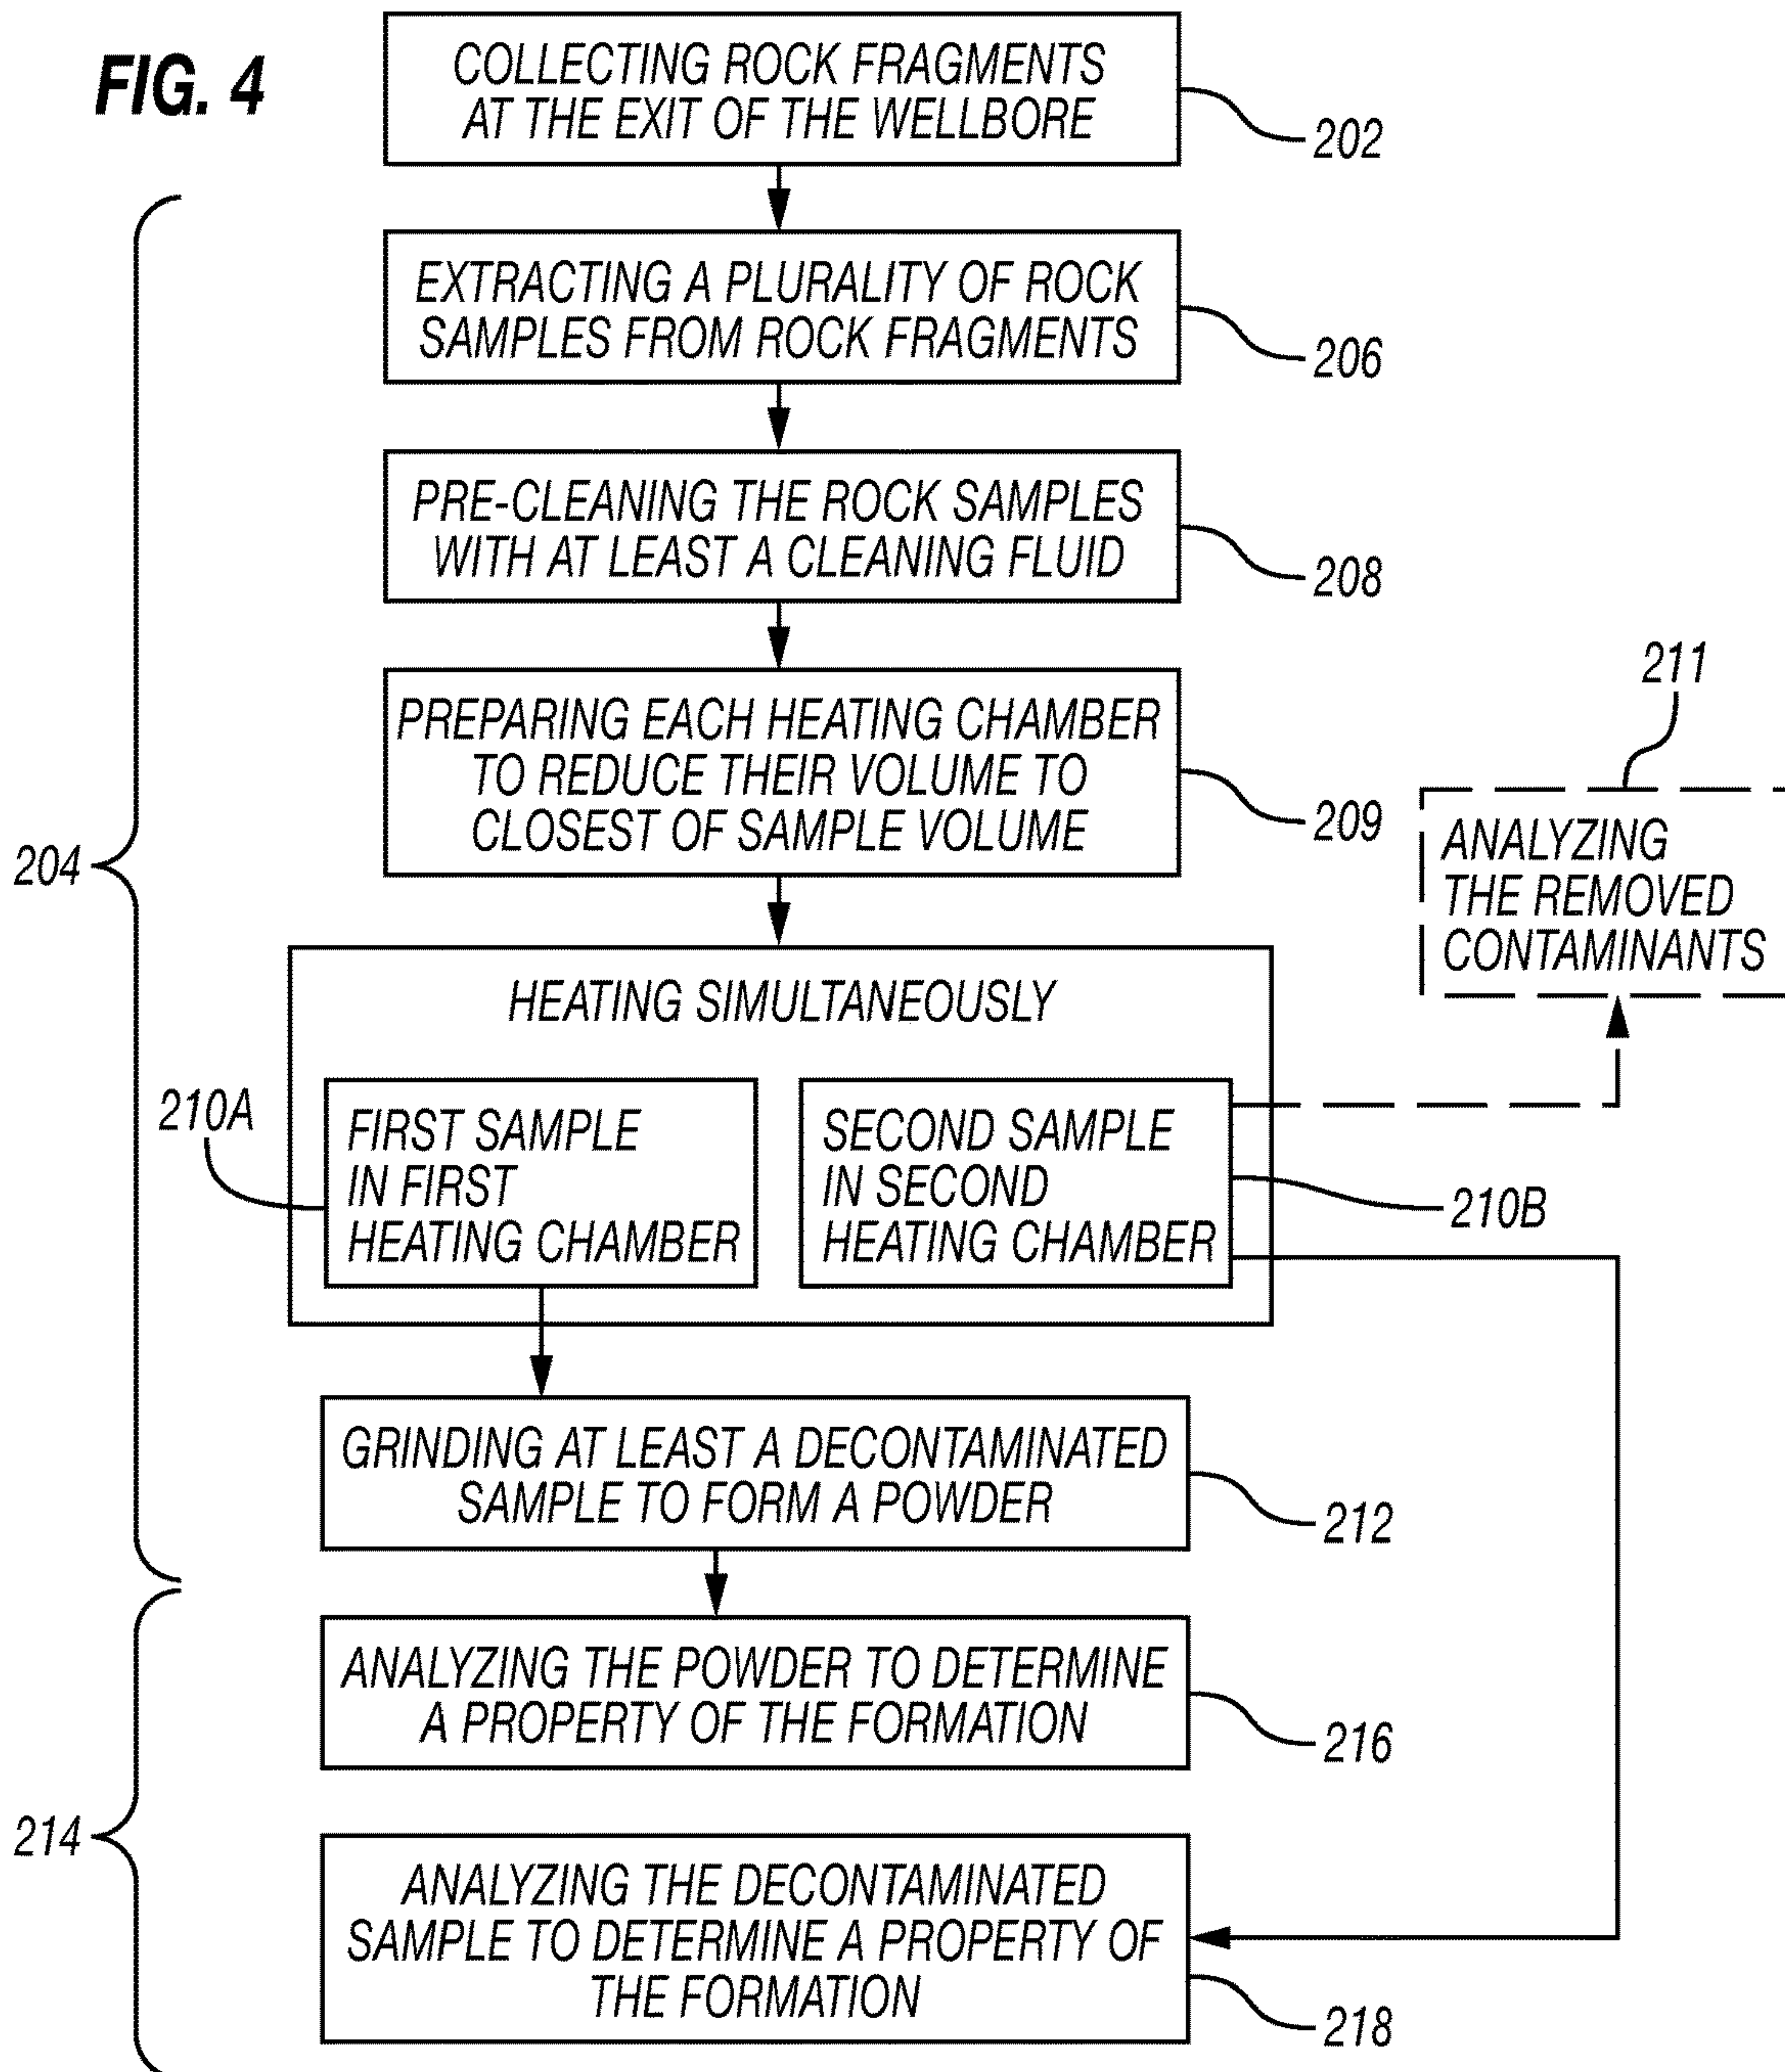 FIG. 4
COLLECTING ROCK FRAGMENTS
AT THE EXIT OF THE WELLBORE
202
EXTRACTING A PLURALITY OF ROCK
SAMPLES FROM ROCK FRAGMENTS
206
PRE-CLEANING THE ROCK SAMPLES
WITH AT LEAST A CLEANING FLUID
208
PREPARING EACH HEATING CHAMBER
TO REDUCE THEIR VOLUME TO
CLOSEST OF SAMPLE VOLUME
209
211
ANALYZING
THE REMOVED
CONTAMINANTS
204
HEATING SIMULTANEOUSLY
210A
FIRST SAMPLE
IN FIRST
HEATING CHAMBER
SECOND SAMPLE
IN SECOND
HEATING CHAMBER
210B
GRINDING AT LEAST A DECONTAMINATED
SAMPLE TO FORM A POWDER
212
ANALYZING THE POWDER TO DETERMINE
A PROPERTY OF THE FORMATION
216
214
ANALYZING THE DECONTAMINATED
SAMPLE TO DETERMINE A PROPERTY OF
THE FORMATION
218